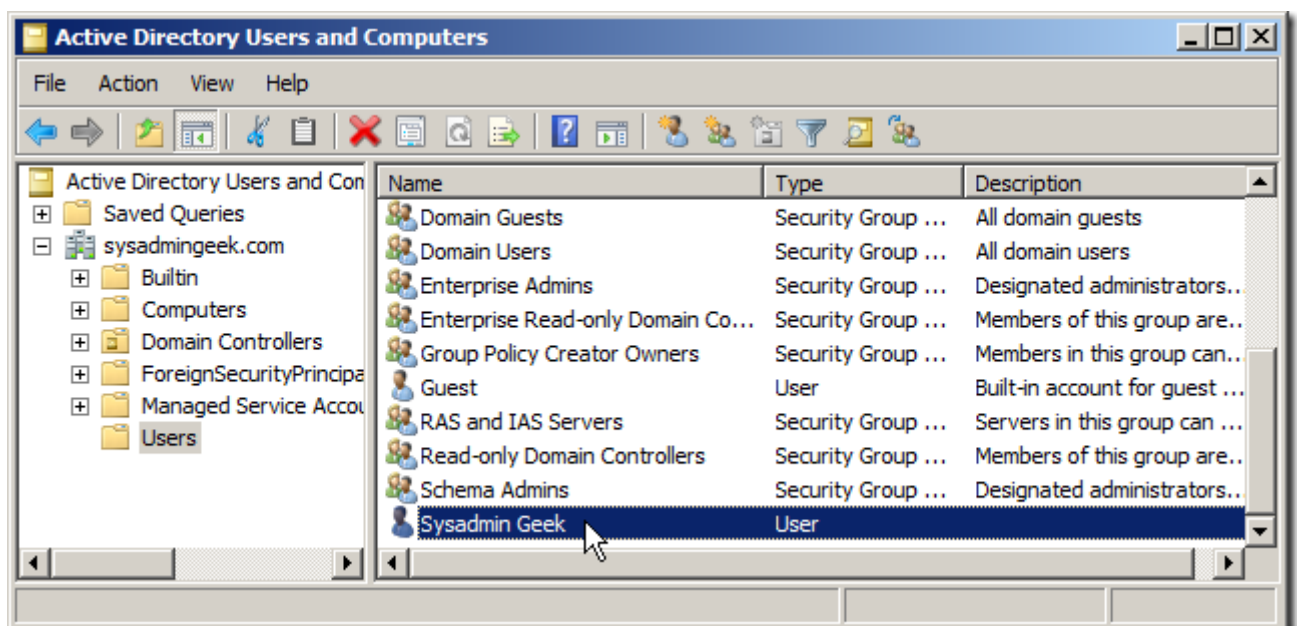 Active Directory Users and Computers
File Action View Help
Active Directory Users and Con
Saved Queries
sysadmingeek.com
Builtin
Computers
Domain Controllers
ForeignSecurityPrincipa
Managed Service Accou
Users
Name Type Description
Domain Guests Security Group ... All domain guests
Domain Users Security Group ... All domain users
Enterprise Admins Security Group ... Designated administrators...
Enterprise Read-only Domain Co... Security Group ... Members of this group are...
Group Policy Creator Owners Security Group ... Members in this group can...
Guest User Built-in account for guest ...
RAS and IAS Servers Security Group ... Servers in this group can ...
Read-only Domain Controllers Security Group ... Members of this group are...
Schema Admins Security Group ... Designated administrators...
Sysadmin Geek User